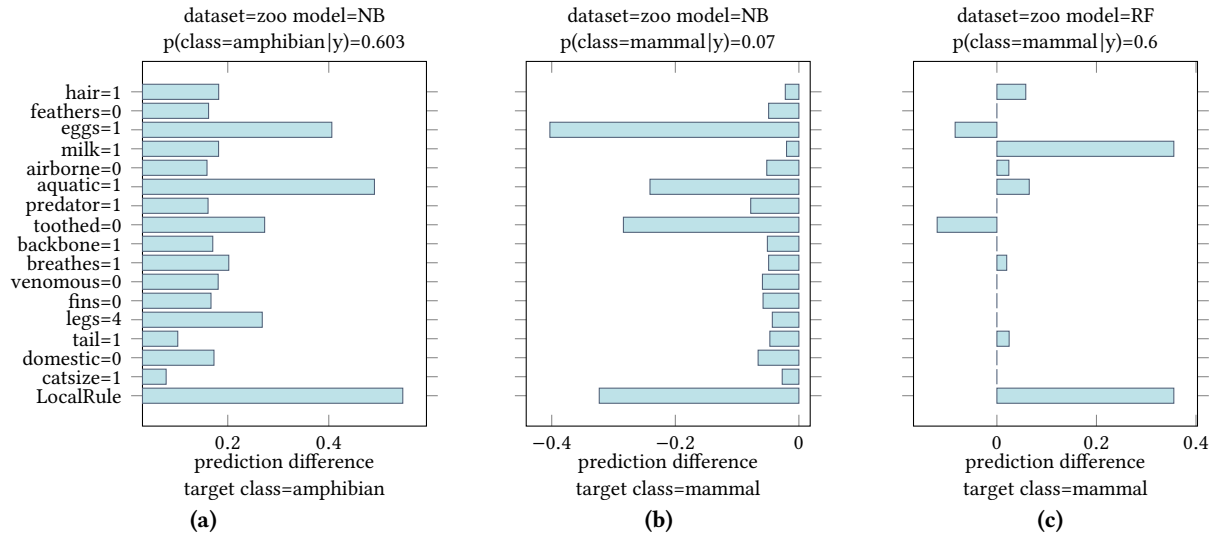 dataset=zoo model=NB
p(class=amphibian|y)=0.603
hair=1
feathers=0
eggs=1
milk=1
airborne=0
aquatic=1
predator=1
toothed=0
backbone=1
breathes=1
venomous=0
fins=0
legs=4
tail=1
domestic=0
catsize=1
LocalRule
0.2 0.4
prediction difference
target class=amphibian
(a)
dataset=zoo model=NB
p(class=mammal|y)=0.07
−0.4 −0.2 0
prediction difference
target class=mammal
(b)
dataset=zoo model=RF
p(class=mammal|y)=0.6
0 0.2 0.4
prediction difference
target class=mammal
(c)